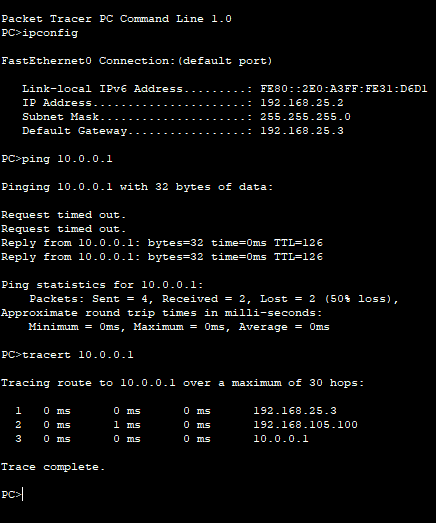 Packet Tracer PC Command Line 1.0
PC>ipconfig
FastEthernet0 Connection:(default port)
Link-local IPv6 Address.........: FE80::2E0:A3FF:FE31:D6D1
IP Address......................: 192.168.25.2
Subnet Mask.....................: 255.255.255.0
Default Gateway.................: 192.168.25.3
PC>ping 10.0.0.1
Pinging 10.0.0.1 with 32 bytes of data:
Request timed out.
Request timed out.
Reply from 10.0.0.1: bytes=32 time=0ms TTL=126
Reply from 10.0.0.1: bytes=32 time=0ms TTL=126
Ping statistics for 10.0.0.1:
Packets: Sent = 4, Received = 2, Lost = 2 (50% loss),
Approximate round trip times in milli-seconds:
Minimum = 0ms, Maximum = 0ms, Average = 0ms
PC>tracert 10.0.0.1
Tracing route to 10.0.0.1 over a maximum of 30 hops:
1 0 ms 0 ms 0 ms 192.168.25.3
2 0 ms 1 ms 0 ms 192.168.105.100
3 0 ms 0 ms 0 ms 10.0.0.1
Trace complete.
PC>